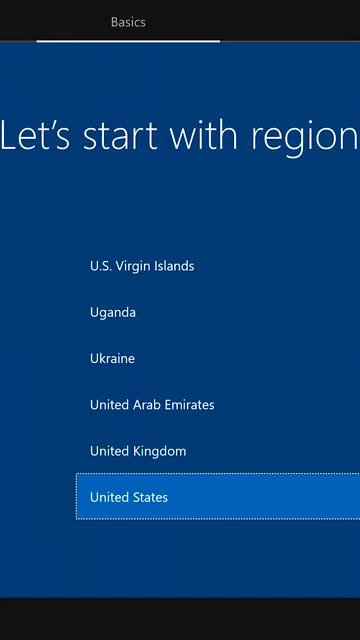 Basics
Let's start with region
U.S. Virgin Islands
Uganda
Ukraine
United Arab Emirates
United Kingdom
United States